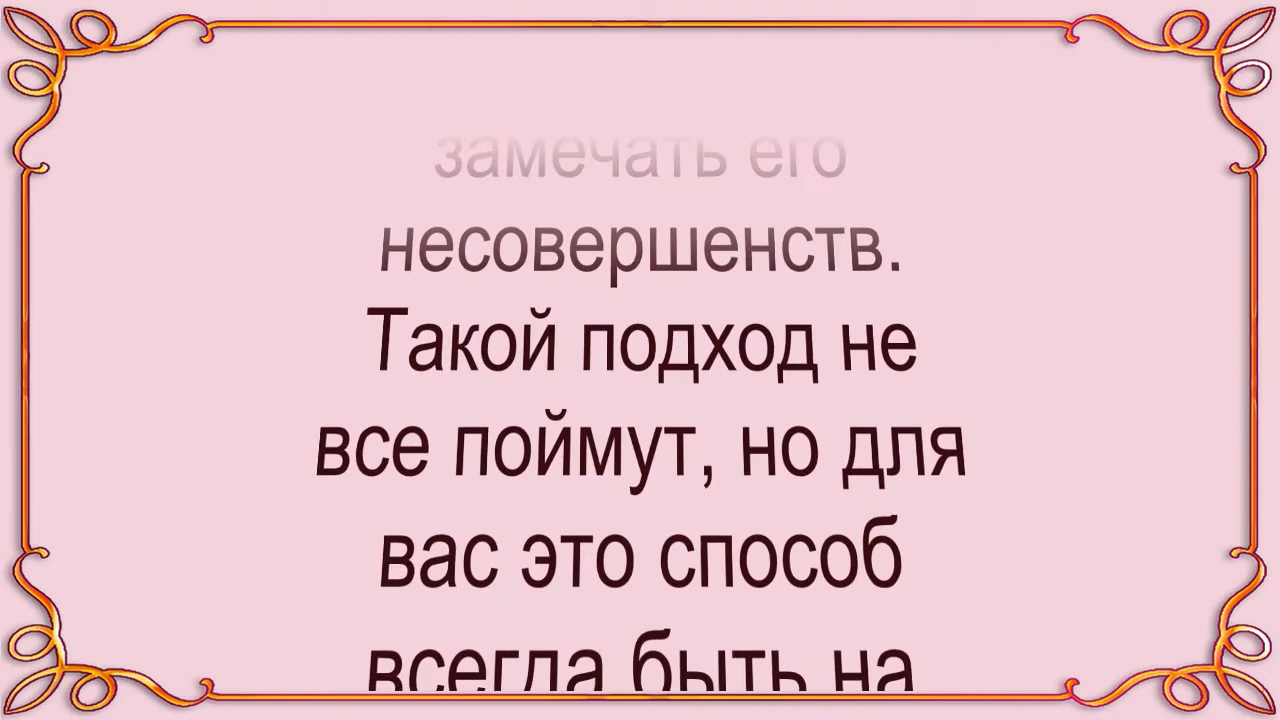 замечать его
несовершенств.
Такой подход не
все поймут, но для
вас это способ
всегда быть на